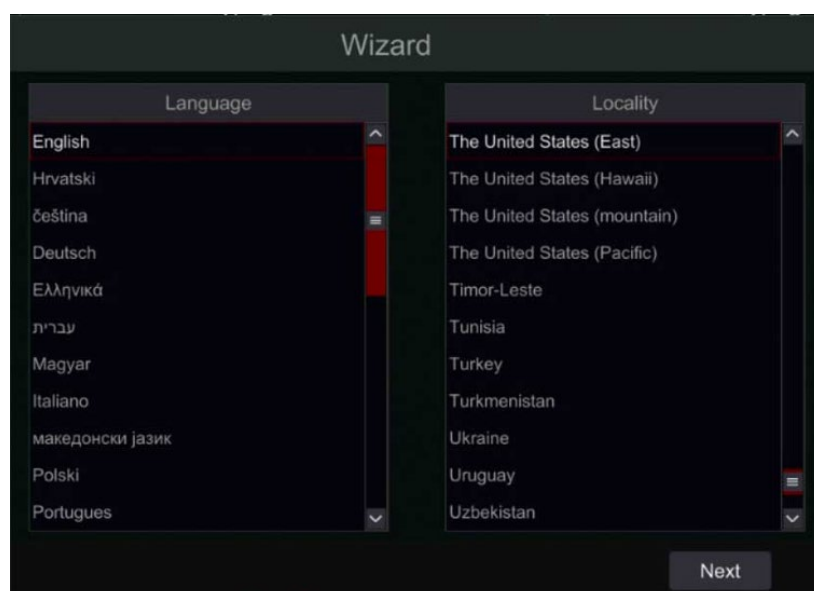 Wizard
Language
English
Hrvatski
čeština
Deutsch
Ελληνικά
עברית
Magyar
Italiano
македонски јазик
Polski
Portugues
Locality
The United States (East)
The United States (Hawaii)
The United States (mountain)
The United States (Pacific)
Timor-Leste
Tunisia
Turkey
Turkmenistan
Ukraine
Uruguay
Uzbekistan
Next